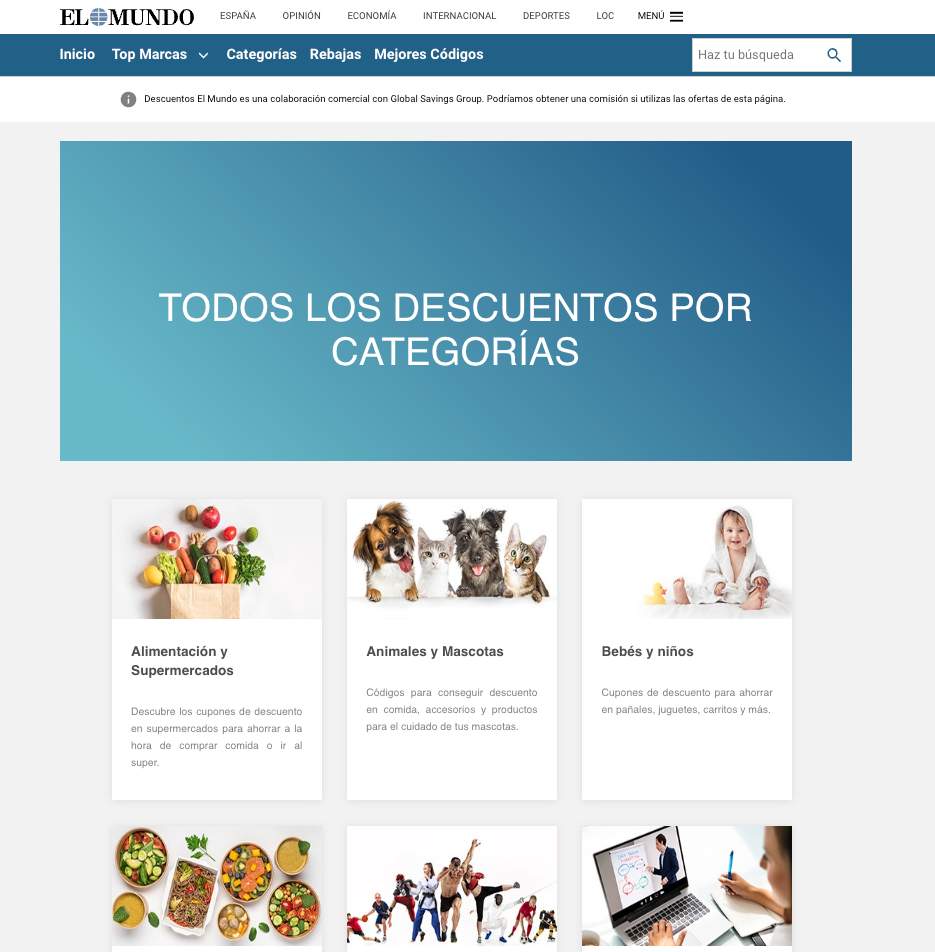 EL MUNDO
ESPAÑA OPINIÓN ECONOMÍA INTERNACIONAL DEPORTES LOC MENÚ
Inicio Top Marcas Categorías Rebajas Mejores Códigos Haz tu búsqueda
Descuentos El Mundo es una colaboración comercial con Global Savings Group. Podríamos obtener una comisión si utilizas las ofertas de esta página.
TODOS LOS DESCUENTOS POR
CATEGORÍAS
Alimentación y
Supermercados
Descubre los cupones de descuento
en supermercados para ahorrar a la
hora de comprar comida o ir al
super.
Animales y Mascotas
Códigos para conseguir descuento
en comida, accesorios y productos
para el cuidado de tus mascotas.
Bebés y niños
Cupones de descuento para ahorrar
en pañales, juguetes, carritos y más.